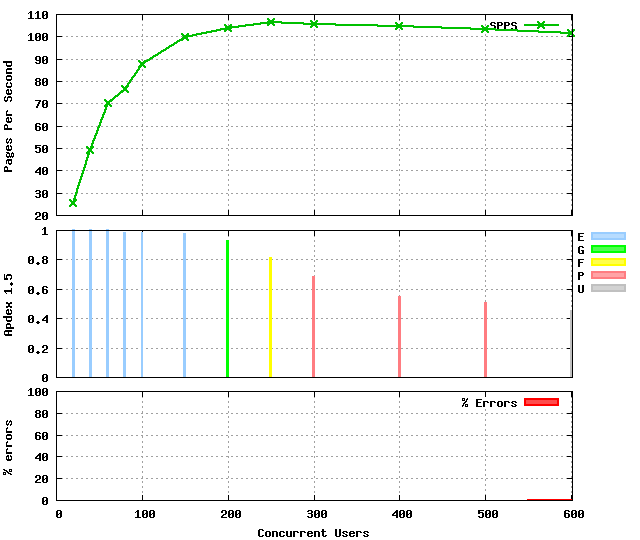 110
100
90
80
70
60
50
40
30
20
Pages Per Second
SPPS
1
0.8
0.6
0.4
0.2
0
Apdex 1.5
E
G
F
P
U
100
80
60
40
20
0
% errors
% Errors
0 100 200 300 400 500 600
Concurrent Users